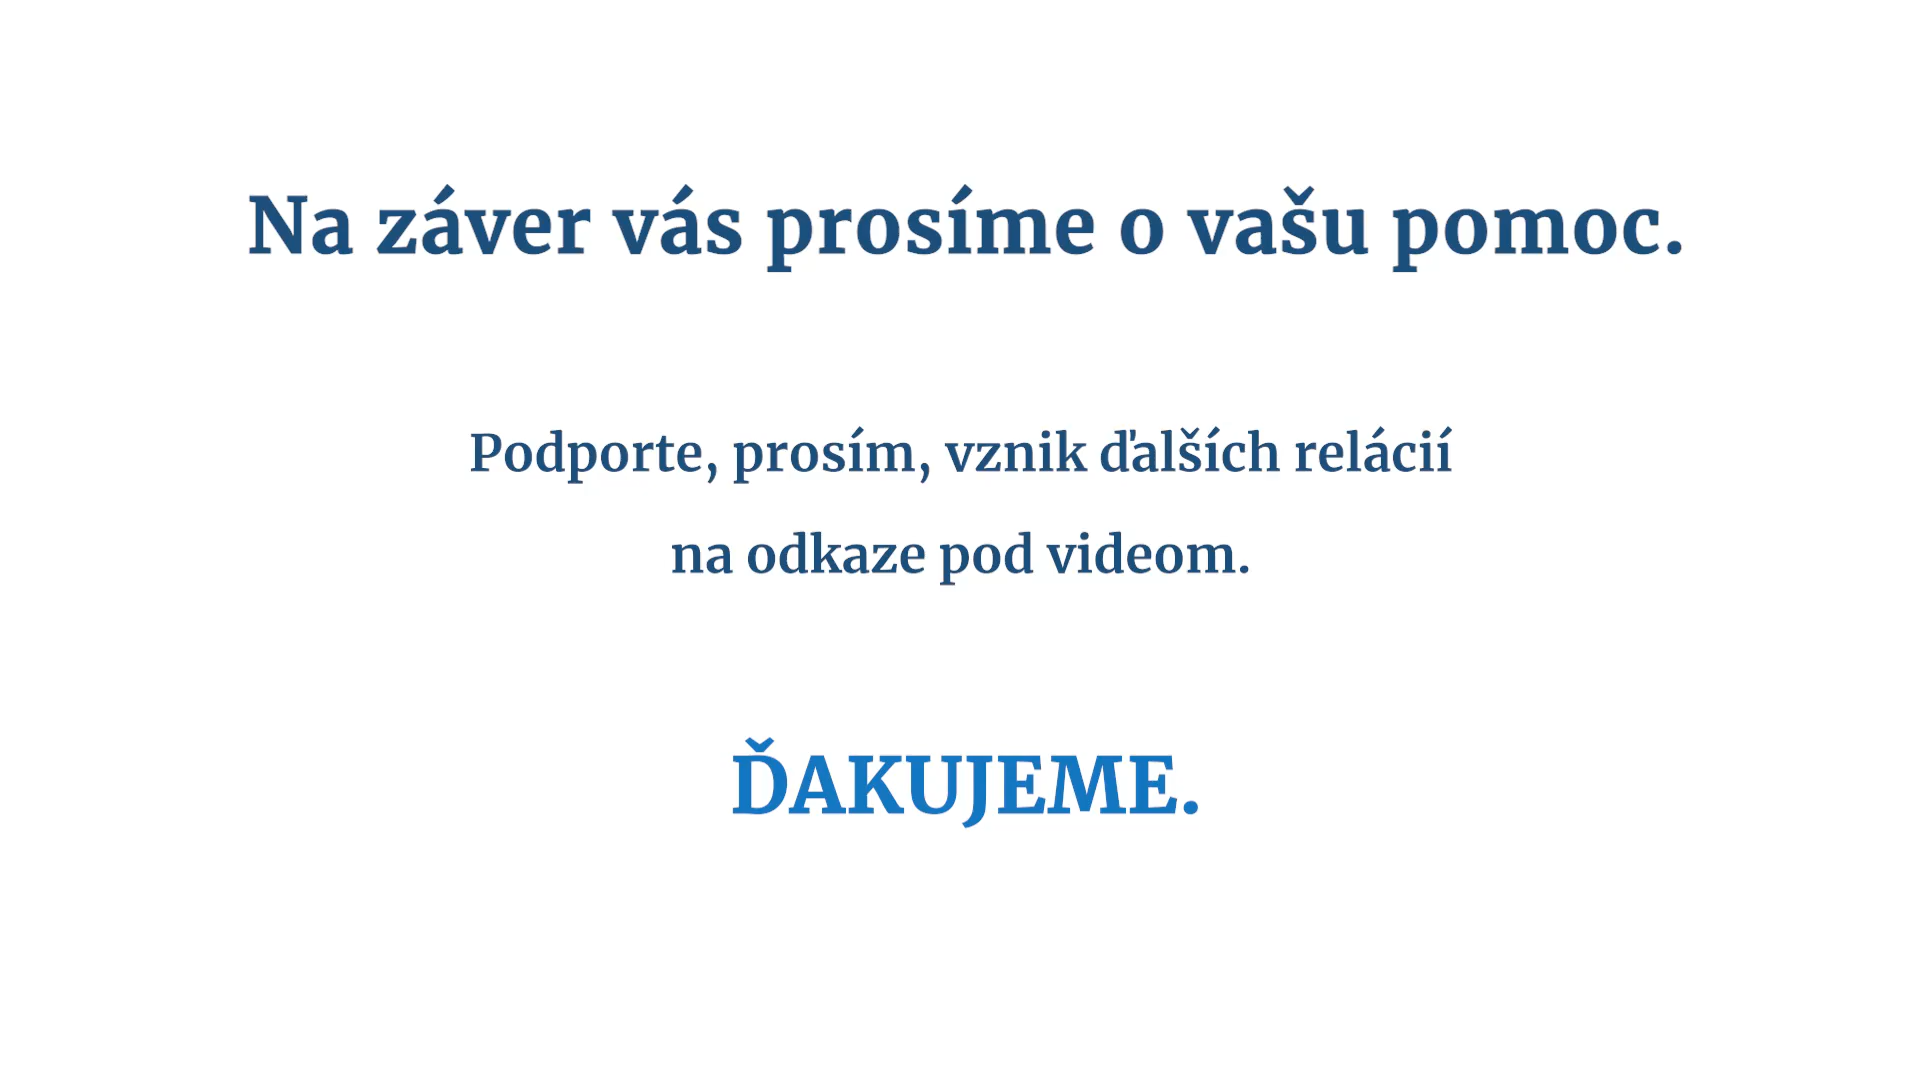 Na záver vás prosíme o vašu pomoc.
Podporte, prosím, vznik ďalších relácií
na odkaze pod videom.
ĎAKUJEME.